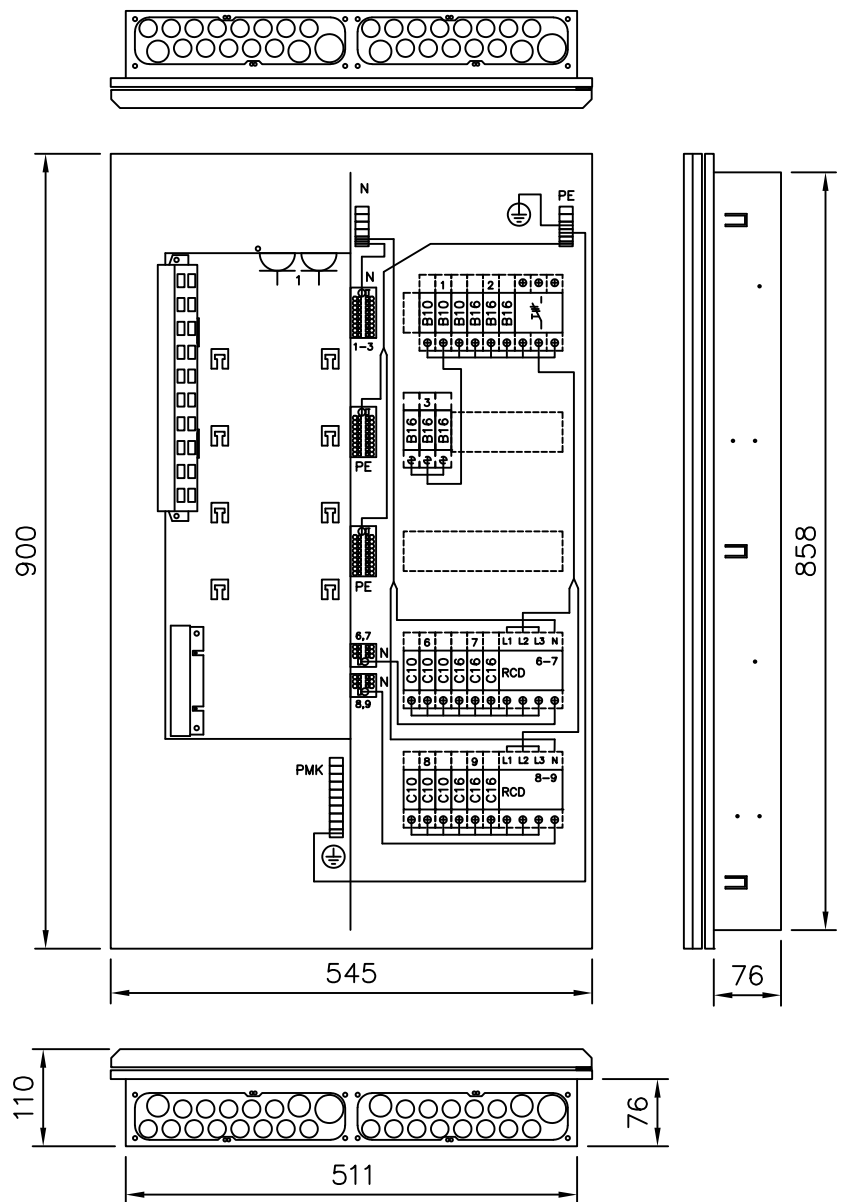 N
PE
1
N
1-3
1 2
B10 B10 B10 B16 B16 B16
3
B16 B16 B16
PE
PE
900
858
6,7
N
N
8,9
6 7 L1 L2 L3 N
C10 C10 C10 C16 C16 C16 RCD 6-7
PMK
8 9 L1 L2 L3 N
C10 C10 C10 C16 C16 C16 RCD 8-9
545
76
110
76
511